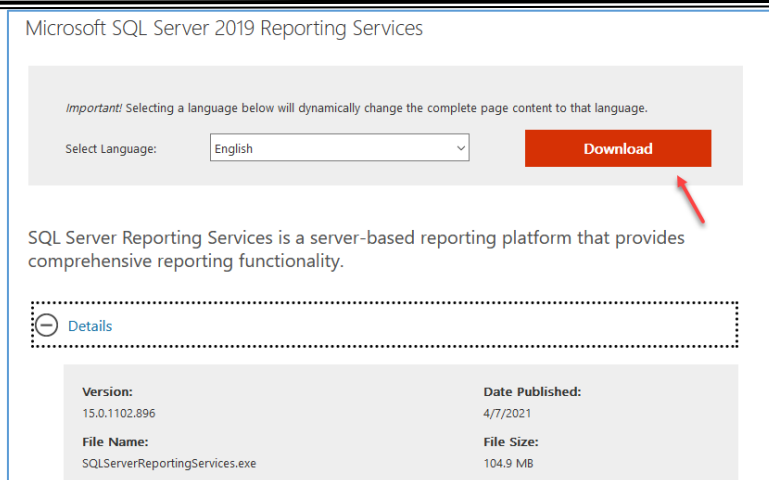 Microsoft SQL Server 2019 Reporting Services
Important! Selecting a language below will dynamically change the complete page content to that language.
Select Language:
English
Download
SQL Server Reporting Services is a server-based reporting platform that provides
comprehensive reporting functionality.
Details
Version:
15.0.1102.896
Date Published:
4/7/2021
File Name:
SQLServerReportingServices.exe
File Size:
104.9 MB